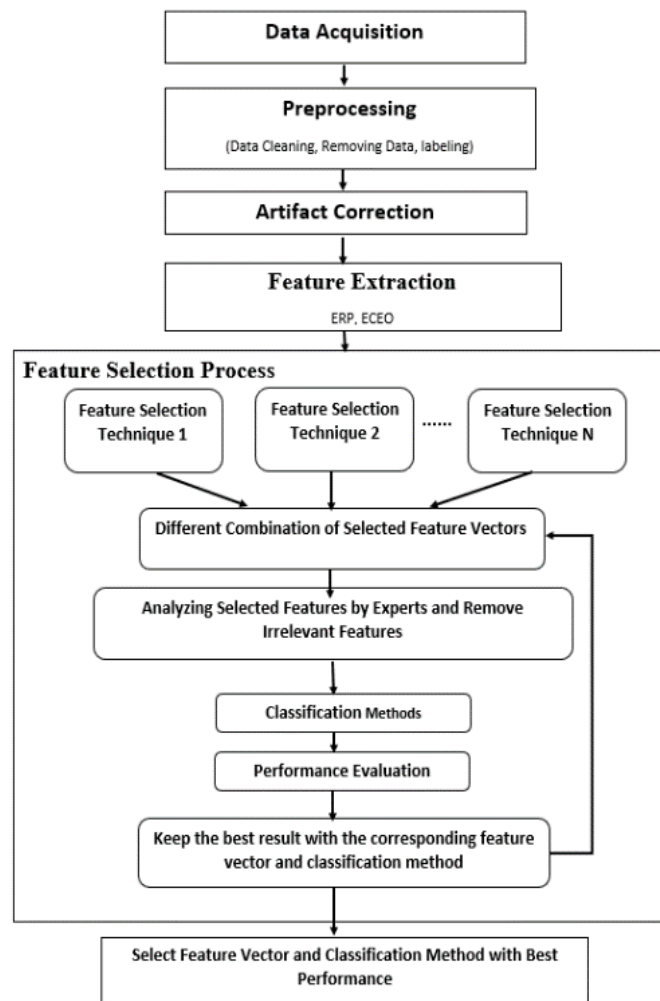 Data Acquisition
Preprocessing
(Data Cleaning, Removing Data, labeling)
Artifact Correction
Feature Extraction
ERP, ECEO
Feature Selection Process
Feature Selection
Technique 1
Feature Selection
Technique 2
......
Feature Selection
Technique N
Different Combination of Selected Feature Vectors
Analyzing Selected Features by Experts and Remove
Irrelevant Features
Classification Methods
Performance Evaluation
Keep the best result with the corresponding feature
vector and classification method
Select Feature Vector and Classification Method with Best
Performance